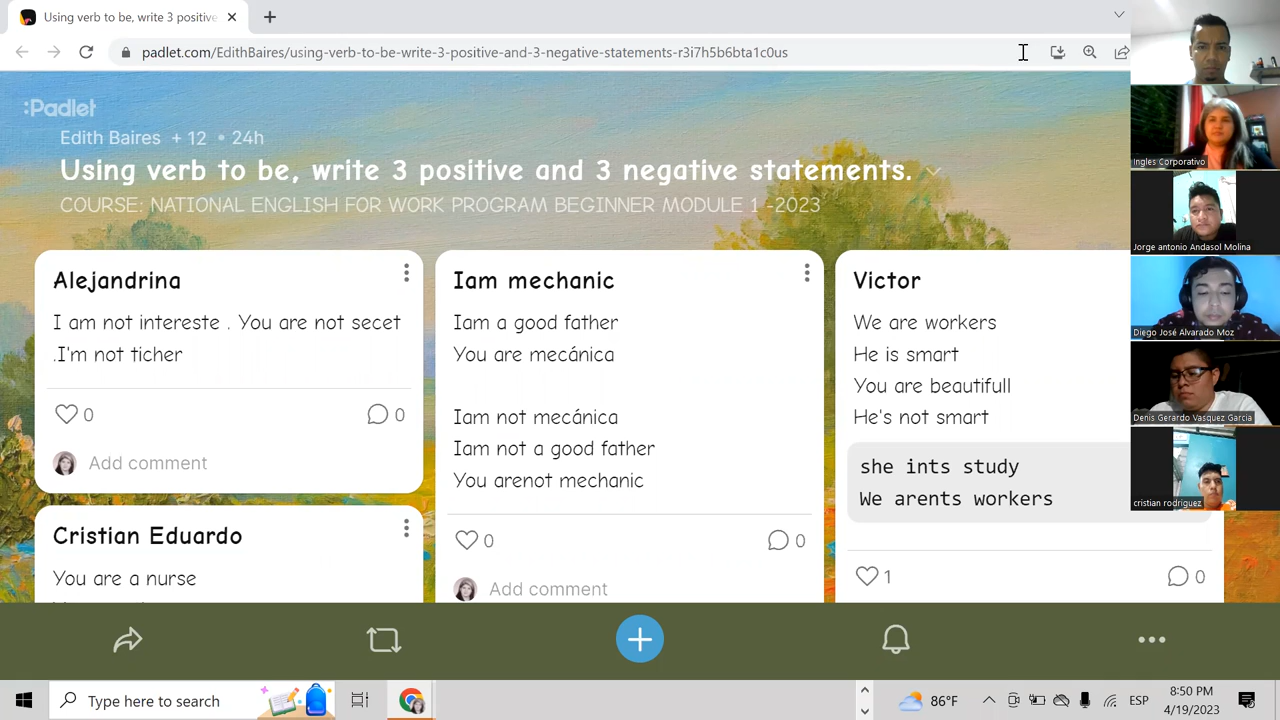 Using verb to be, write 3 positive
padlet.com/EdithBaires/using-verb-to-be-write-3-positive-and-3-negative-statements-r3i7h5b6bta1c0us
:Padlet
Edith Baires + 12 • 24h
Using verb to be, write 3 positive and 3 negative statements.
COURSE: NATIONAL ENGLISH FOR WORK PROGRAM BEGINNER MODULE 1 -2023
Alejandrina
I am not intereste . You are not secet
.I'm not ticher
0
0
Add comment
Cristian Eduardo
You are a nurse
Iam mechanic
Iam a good father
You are mecánica
Iam not mecánica
Iam not a good father
You arenot mechanic
0
0
Add comment
Victor
We are workers
He is smart
You are beautifull
He's not smart
she ints study
We arents workers
1
0
Ingles Corporativo
Jorge antonio Andasol Molina
Diego José Alvarado Moz
Denis Gerardo Vasquez Garcia
cristian rodriguez
Type here to search
86°F
ESP
8:50 PM
4/19/2023